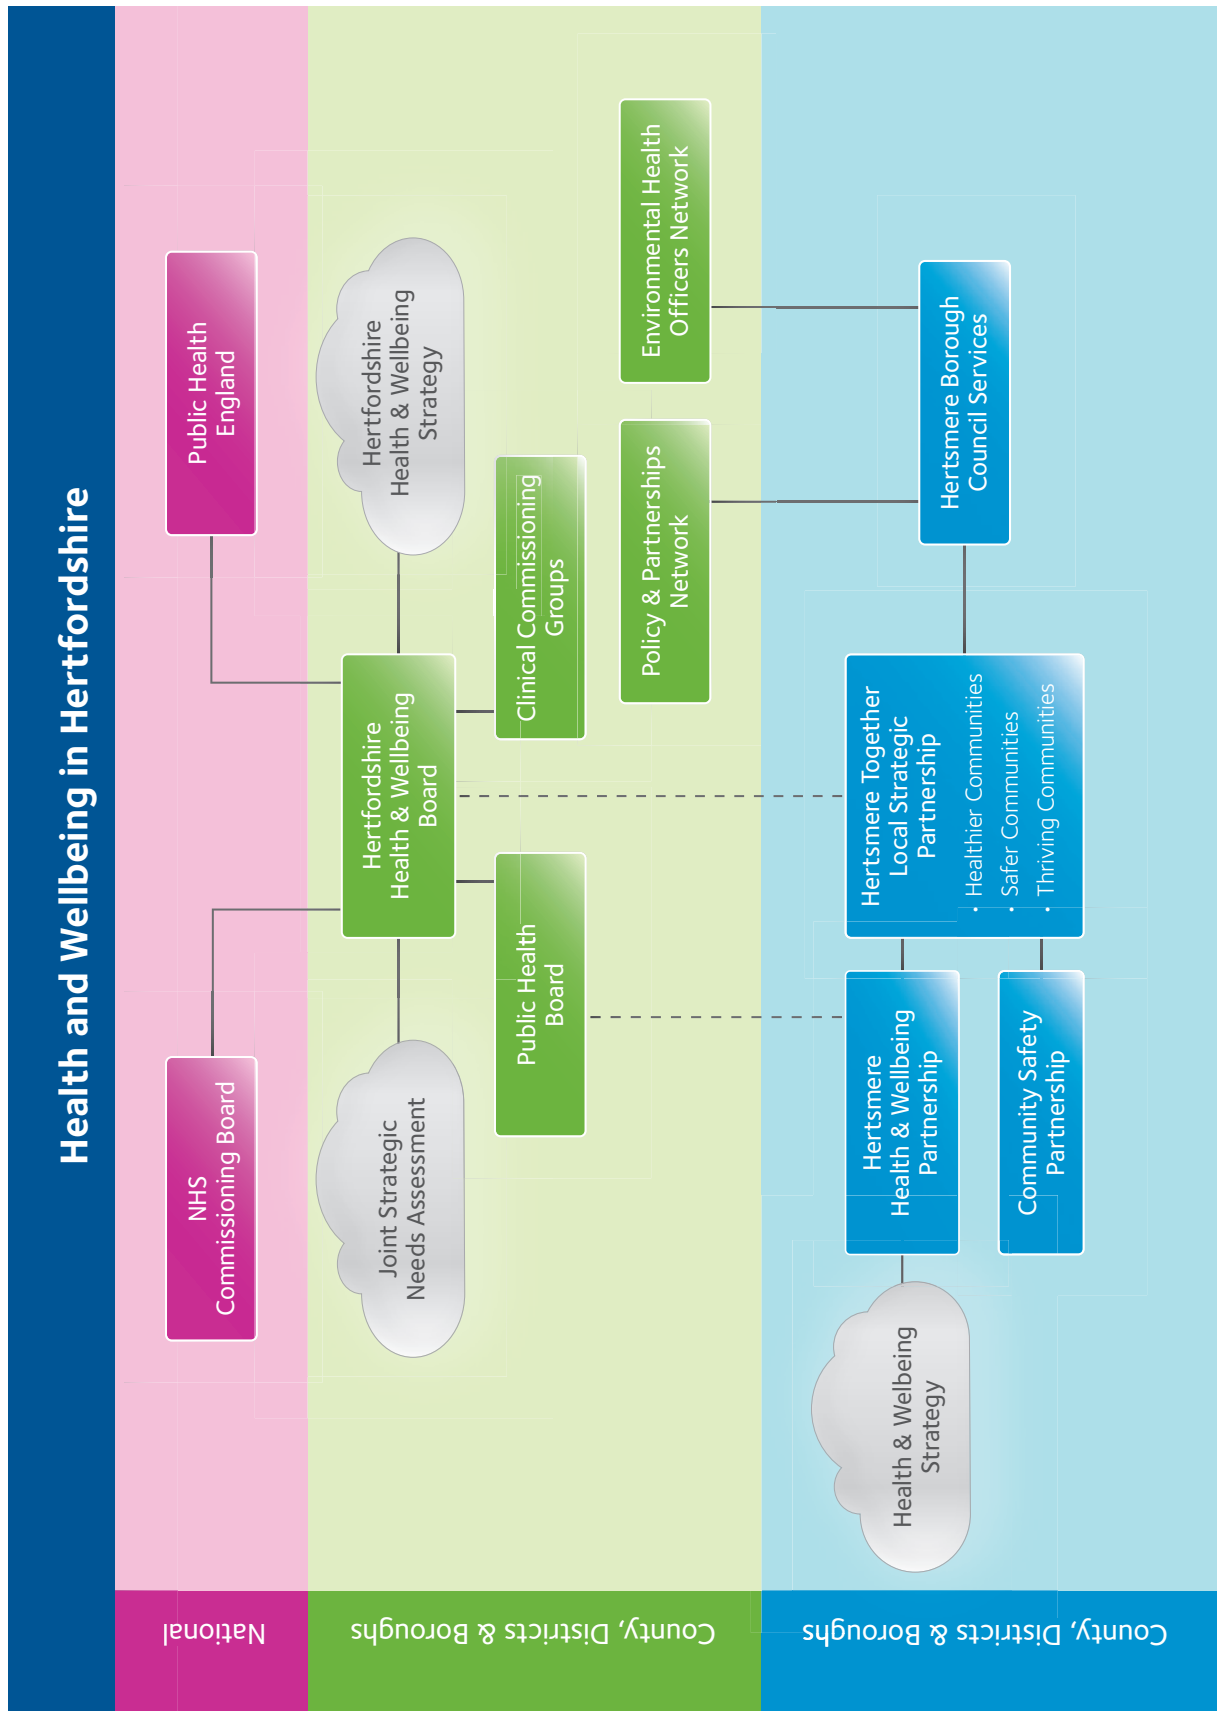 Health and Wellbeing in Hertfordshire
National
NHS
Commissioning Board
Public Health
England
County, Districts & Boroughs
Joint Strategic
Needs Assessment
Hertfordshire
Health & Wellbeing
Board
Hertfordshire
Health & Wellbeing
Strategy
Public Health
Board
Clinical Commissioning
Groups
Policy & Partnerships
Network
Environmental Health
Officers Network
County, Districts & Boroughs
Health & Welbeing
Strategy
Hertsmere
Health & Wellbeing
Partnership
Community Safety
Partnership
Hertsmere Together
Local Strategic
Partnership
• Healthier Communities
• Safer Communities
• Thriving Communities
Hertsmere Borough
Council Services